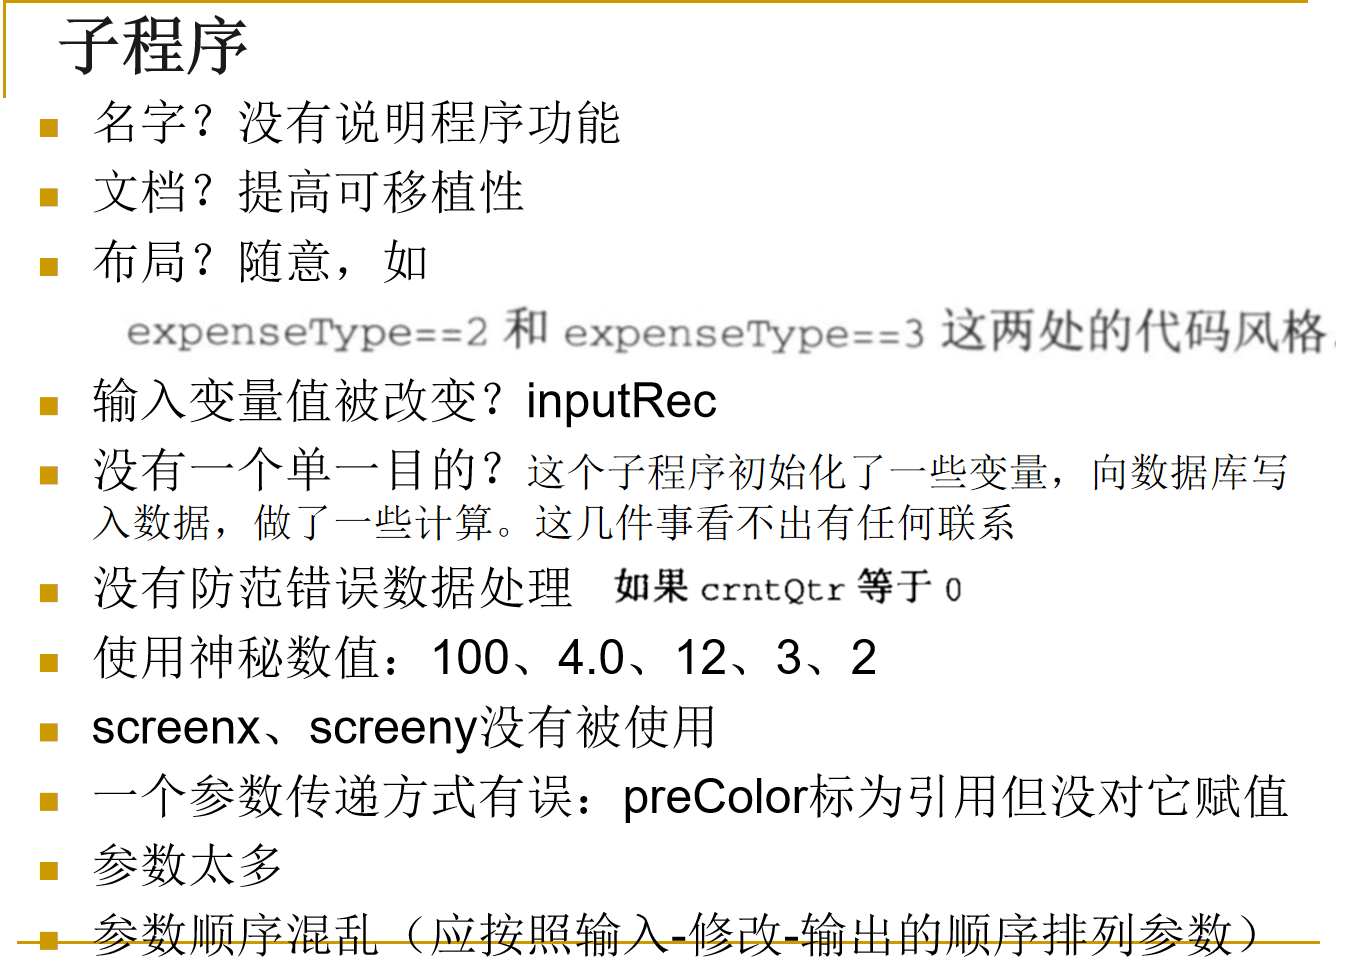 子程序
名字？没有说明程序功能
文档？提高可移植性
布局？随意，如
expenseType==2 和 expenseType==3 这两处的代码风格
输入变量值被改变？inputRec
没有一个单一目的？这个子程序初始化了一些变量，向数据库写
入数据，做了一些计算。这几件事看不出有任何联系
没有防范错误数据处理 如果 crntQtr 等于 0
使用神秘数值：100、4.0、12、3、2
screenx、screeny没有被使用
一个参数传递方式有误：preColor标为引用但没对它赋值
参数太多
参数顺序混乱（应按照输入-修改-输出的顺序排列参数）